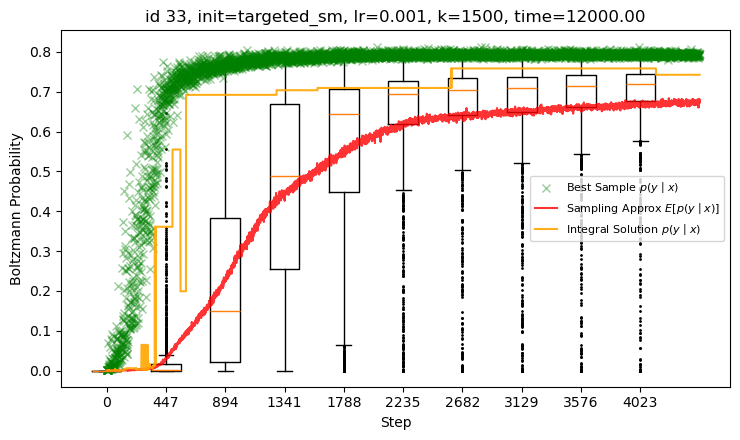 id 33, init=targeted_sm, lr=0.001, k=1500, time=12000.00
Boltzmann Probability
0.8
0.7
0.6
0.5
0.4
0.3
0.2
0.1
0.0
Best Sample p(y | x)
Sampling Approx E[p(y | x)]
Integral Solution p(y | x)
0 447 894 1341 1788 2235 2682 3129 3576 4023
Step